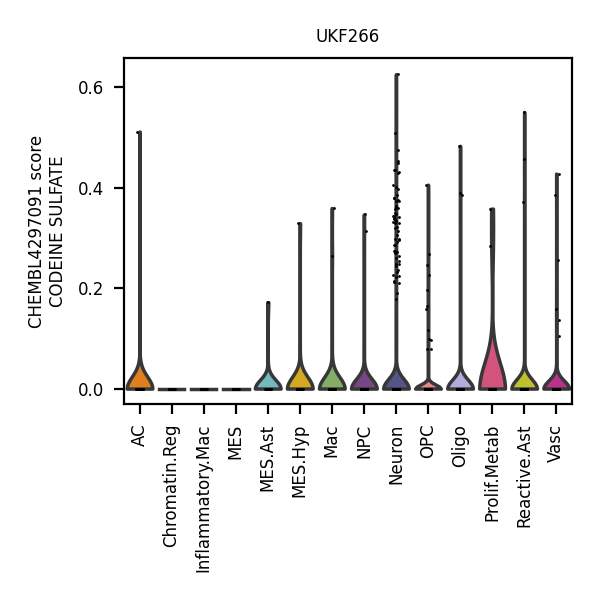 UKF266
CHEMBL4297091 score
CODEINE SULFATE
0.6
0.4
0.2
0.0
AC
Chromatin.Reg
Inflammatory.Mac
MES
MES.Ast
MES.Hyp
Mac
NPC
Neuron
OPC
Oligo
Prolif.Metab
Reactive.Ast
Vasc